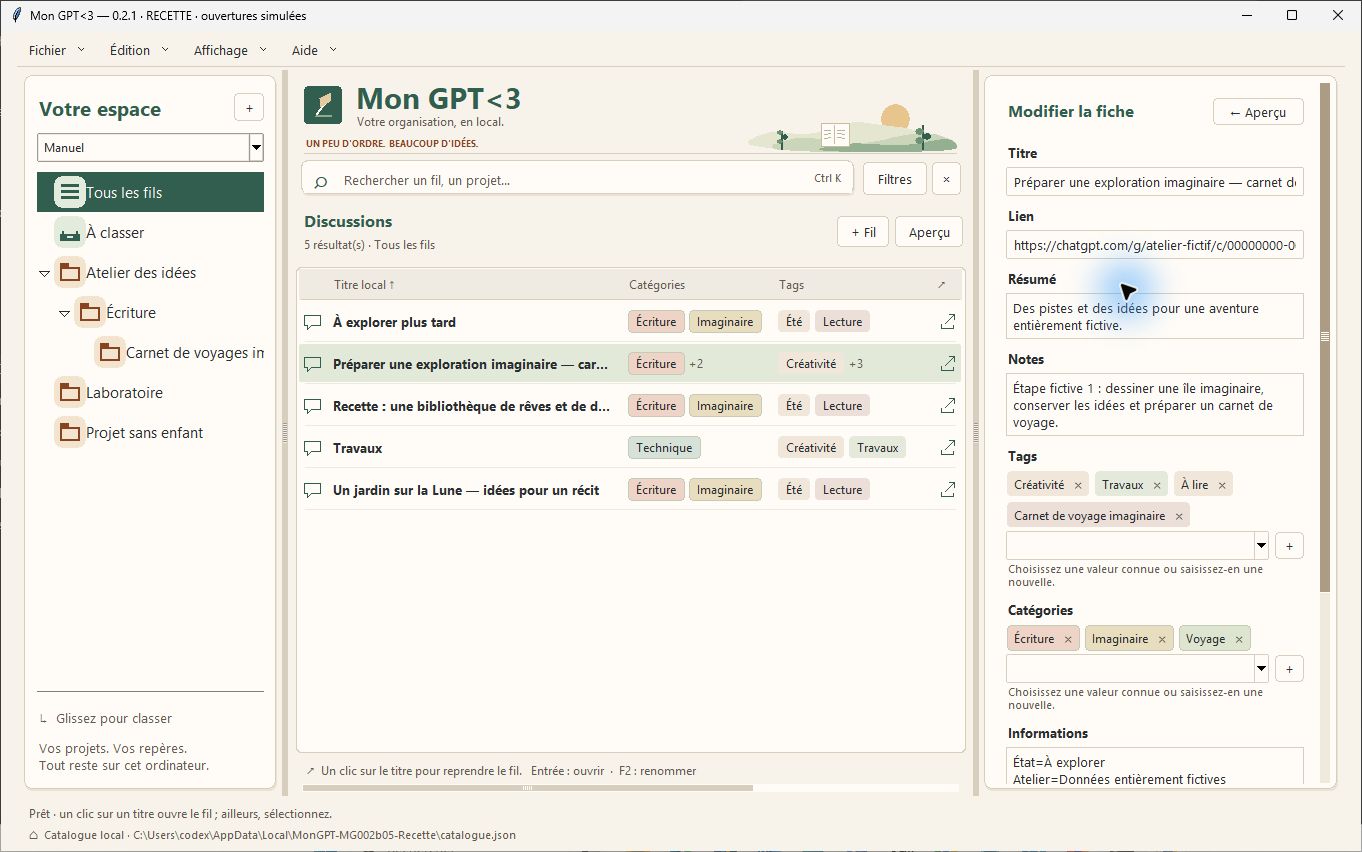 Mon GPT<3 — 0.2.1 · RECETTE · ouvertures simulées
Fichier Édition Affichage Aide
Votre espace
+
Manuel
Tous les fils
À classer
Atelier des idées
Écriture
Carnet de voyages im
Laboratoire
Projet sans enfant
↳ Glissez pour classer
Vos projets. Vos repères.
Tout reste sur cet ordinateur.
Mon GPT<3
Votre organisation, en local.
UN PEU D'ORDRE. BEAUCOUP D'IDÉES.
Rechercher un fil, un projet... Ctrl K
Filtres ×
Discussions
5 résultat(s) · Tous les fils
+ Fil Aperçu
Titre local ↑ Catégories Tags ↗
À explorer plus tard Écriture Imaginaire Été Lecture
Préparer une exploration imaginaire — car... Écriture +2 Créativité +3
Recette : une bibliothèque de rêves et de d... Écriture Imaginaire Été Lecture
Travaux Technique Créativité Travaux
Un jardin sur la Lune — idées pour un récit Écriture Imaginaire Été Lecture
↗ Un clic sur le titre pour reprendre le fil. Entrée : ouvrir · F2 : renommer
Modifier la fiche
← Aperçu
Titre
Préparer une exploration imaginaire — carnet de
Lien
https://chatgpt.com/g/atelier-fictif/c/00000000-0
Résumé
Des pistes et des idées pour une aventure
entièrement fictive.
Notes
Étape fictive 1 : dessiner une île imaginaire,
conserver les idées et préparer un carnet de
voyage.
Tags
Créativité × Travaux × À lire ×
Carnet de voyage imaginaire ×
+
Choisissez une valeur connue ou saisissez-en une
nouvelle.
Catégories
Écriture × Imaginaire × Voyage ×
+
Choisissez une valeur connue ou saisissez-en une
nouvelle.
Informations
État=À explorer
Atelier=Données entièrement fictives
Prêt · un clic sur un titre ouvre le fil ; ailleurs, sélectionnez.
⌂ Catalogue local · C:\Users\codex\AppData\Local\MonGPT-MG002b05-Recette\catalogue.json